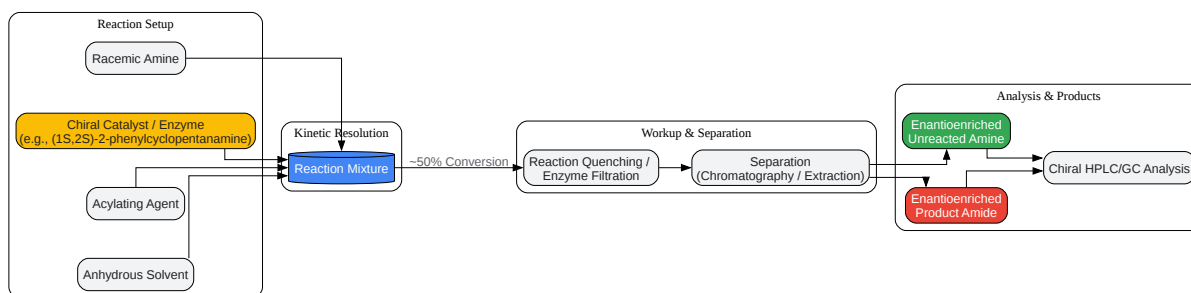 Reaction Setup
Racemic Amine
Chiral Catalyst / Enzyme
(e.g., (1S,2S)-2-phenylcyclopentanamine)
Acylating Agent
Anhydrous Solvent
Kinetic Resolution
Reaction Mixture
~50% Conversion
Workup & Separation
Reaction Quenching /
Enzyme Filtration
Separation
(Chromatography / Extraction)
Analysis & Products
Enantioenriched
Unreacted Amine
Enantioenriched
Product Amide
Chiral HPLC/GC Analysis